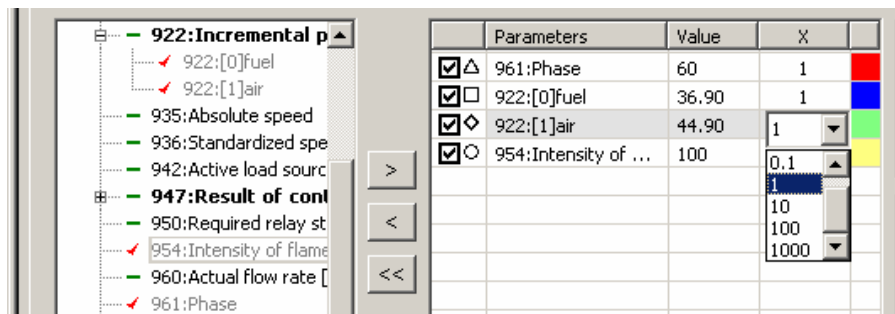 922:Incremental p
922:[0]fuel
922:[1]air
935:Absolute speed
936:Standardized spe
942:Active load sourc
947:Result of cont
950:Required relay st
954:Intensity of flame
960:Actual flow rate [
961:Phase
>
<
<<
Parameters Value X
961:Phase 60 1
922:[0]fuel 36.90 1
922:[1]air 44.90 1
954:Intensity of ... 100
0.1
1
10
100
1000